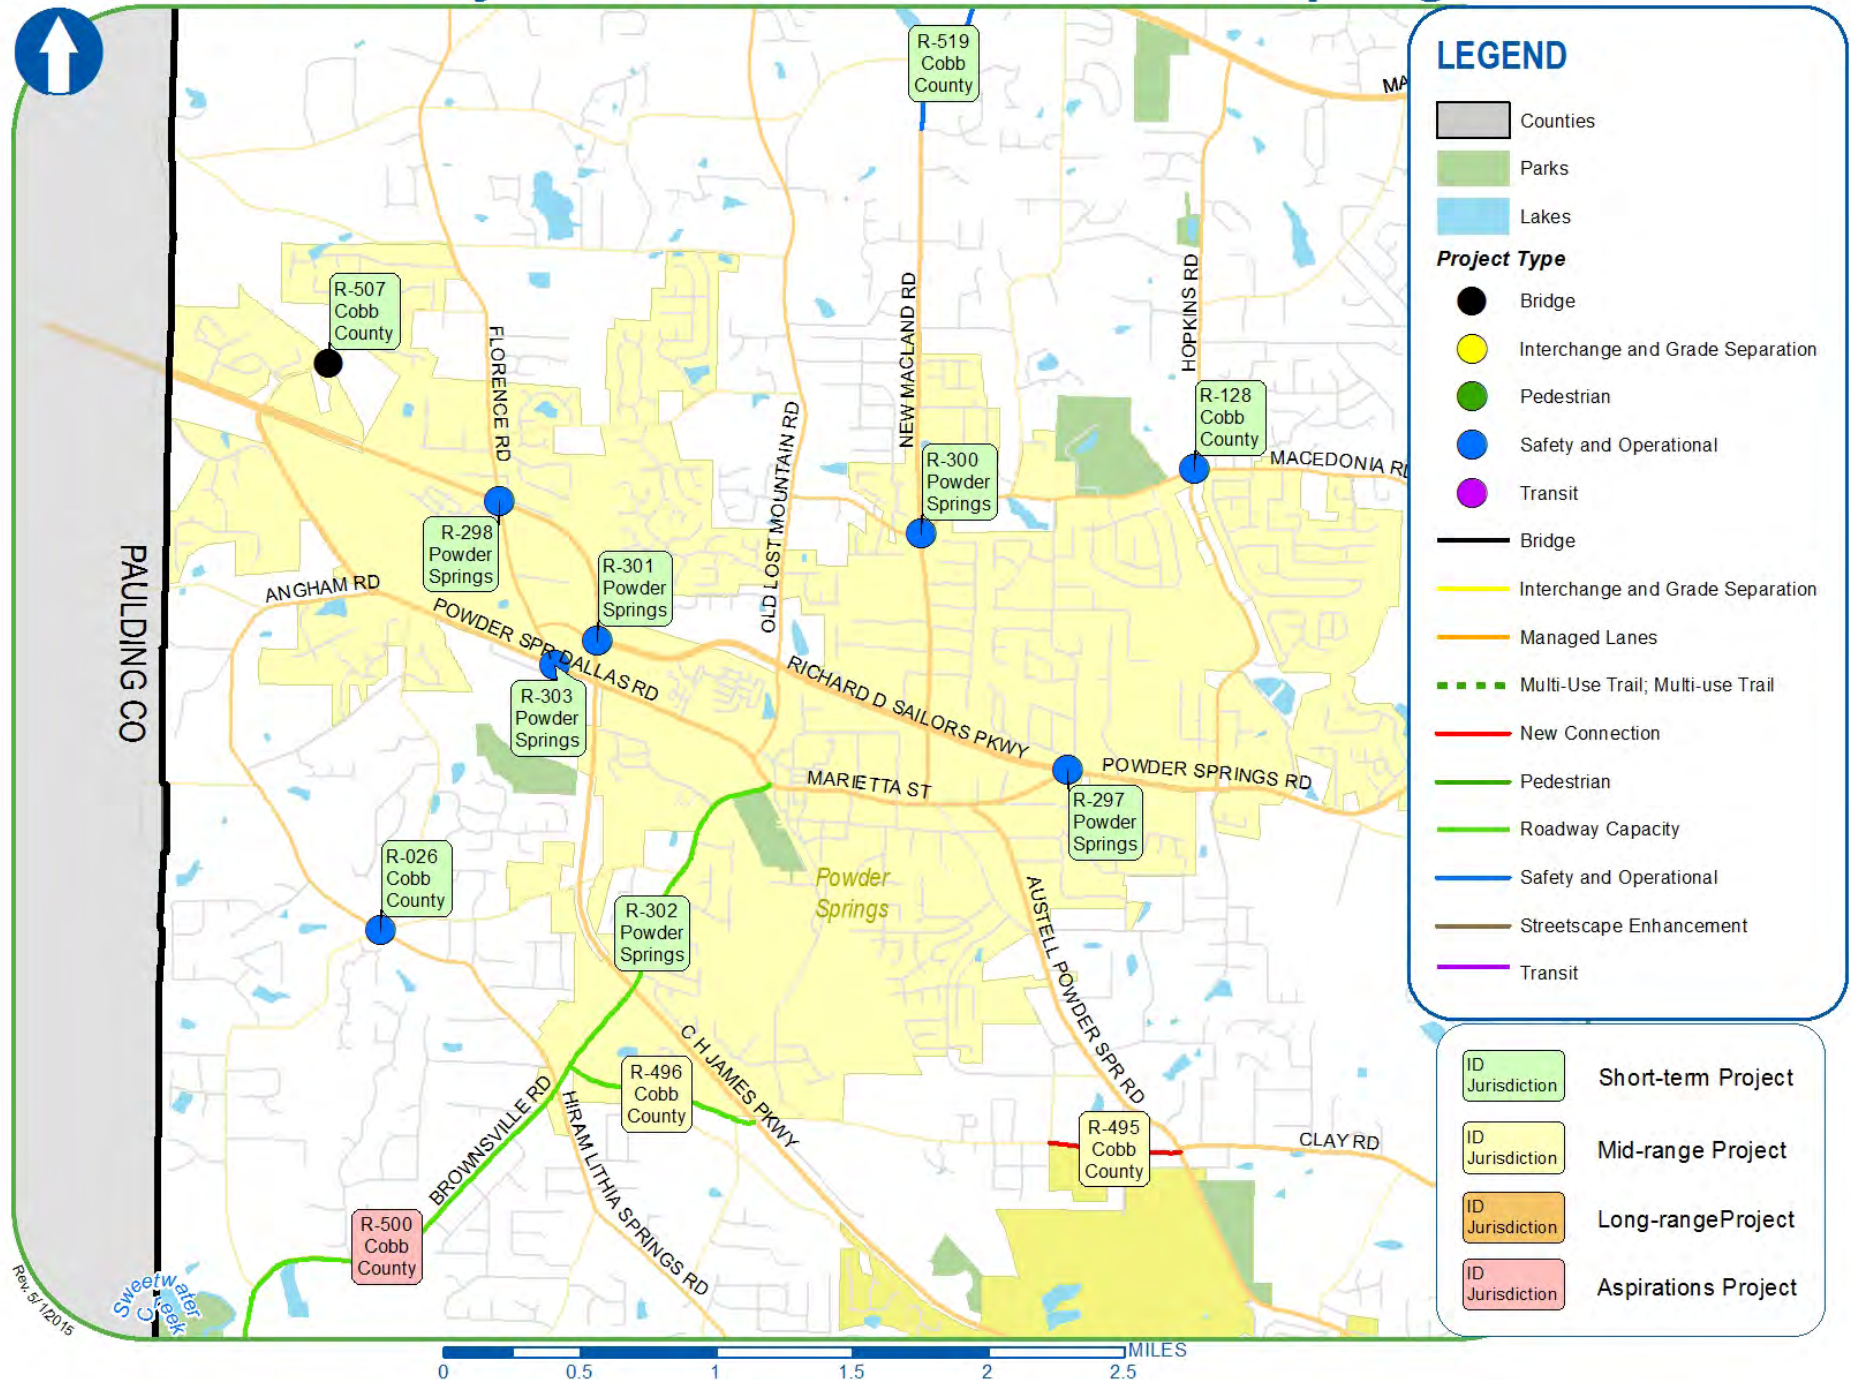 R-519
Cobb
County
R-507
Cobb
County
FLORENCE RD
NEW MACLAND RD
HOPKINS RD
R-128
Cobb
County
MACEDONIA RD
OLD LOST MOUNTAIN RD
R-300
Powder
Springs
R-298
Powder
Springs
R-301
Powder
Springs
PAULDING CO
ANGHAM RD
POWDER SPR DALLAS RD
R-303
Powder
Springs
RICHARD D SAILORS PKWY
MARIETTA ST
POWDER SPRINGS RD
R-297
Powder
Springs
R-026
Cobb
County
Powder
Springs
R-302
Powder
Springs
AUSTELL POWDER SPR RD
C H JAMES PKWY
R-496
Cobb
County
BROWNSVILLE RD
HIRAM LITHIA SPRINGS RD
R-495
Cobb
County
CLAY RD
R-500
Cobb
County
Sweetwater
Creek
Rev. 5/1/2015
0 0.5 1 1.5 2 2.5 MILES
LEGEND
Counties
Parks
Lakes
Project Type
Bridge
Interchange and Grade Separation
Pedestrian
Safety and Operational
Transit
Bridge
Interchange and Grade Separation
Managed Lanes
Multi-Use Trail; Multi-use Trail
New Connection
Pedestrian
Roadway Capacity
Safety and Operational
Streetscape Enhancement
Transit
ID
Jurisdiction Short-term Project
ID
Jurisdiction Mid-range Project
ID
Jurisdiction Long-rangeProject
ID
Jurisdiction Aspirations Project